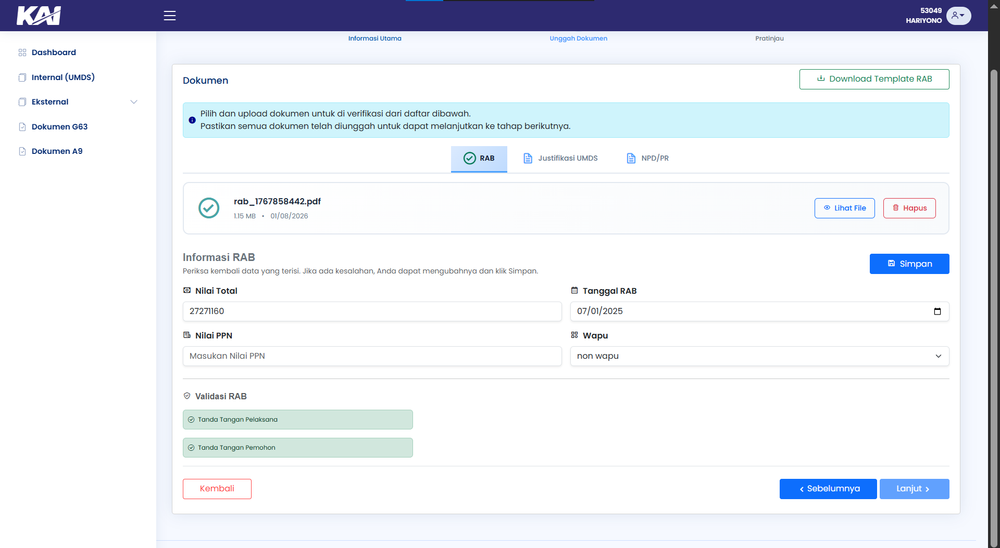 KAI
53049
HARIYONO
Dashboard
Internal (UMDS)
Eksternal
Dokumen G63
Dokumen A9
Informasi Utama
Unggah Dokumen
Pratinjau
Dokumen
Download Template RAB
Pilih dan upload dokumen untuk di verifikasi dari daftar dibawah.
Pastikan semua dokumen telah diunggah untuk dapat melanjutkan ke tahap berikutnya.
RAB
Justifikasi UMDS
NPD/PR
rab_1767858442.pdf
1.15 MB • 01/08/2026
Lihat File
Hapus
Informasi RAB
Periksa kembali data yang terisi. Jika ada kesalahan, Anda dapat mengubahnya dan klik Simpan.
Simpan
Nilai Total
27271160
Tanggal RAB
07/01/2025
Nilai PPN
Masukan Nilai PPN
Wapu
non wapu
Validasi RAB
Tanda Tangan Pelaksana
Tanda Tangan Pemohon
Kembali
‹ Sebelumnya
Lanjut ›